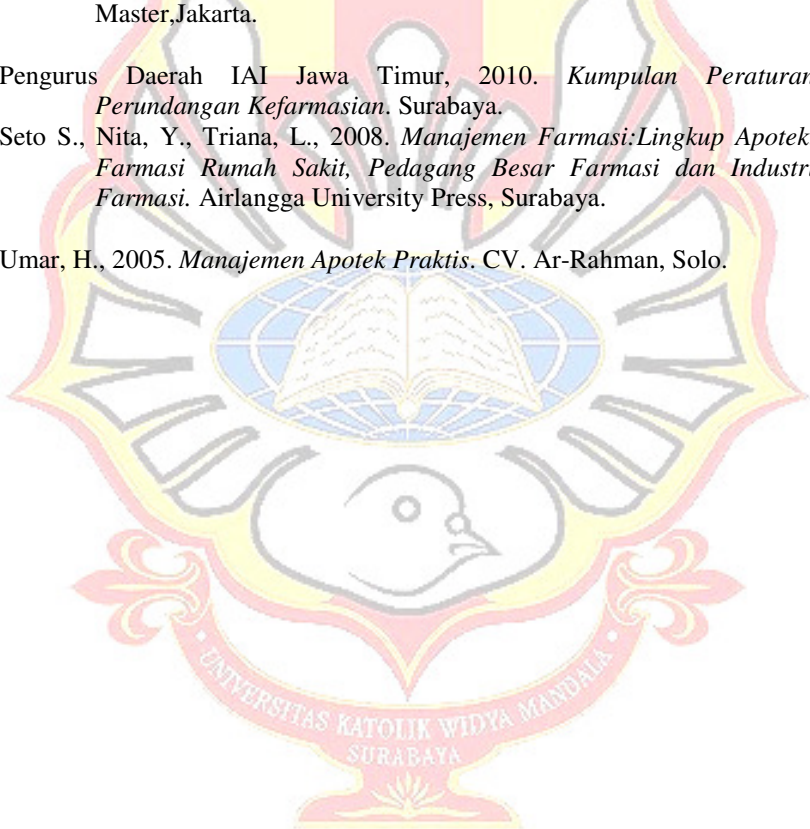 Master,Jakarta.
Pengurus Daerah IAI Jawa Timur, 2010. Kumpulan Peraturan
Perundangan Kefarmasian. Surabaya.
Seto S., Nita, Y., Triana, L., 2008. Manajemen Farmasi:Lingkup Apotek
Farmasi Rumah Sakit, Pedagang Besar Farmasi dan Industri
Farmasi. Airlangga University Press, Surabaya.
Umar, H., 2005. Manajemen Apotek Praktis. CV. Ar-Rahman, Solo.
UNIVERSITAS KATOLIK WIDYA MANDALA
SURABAYA